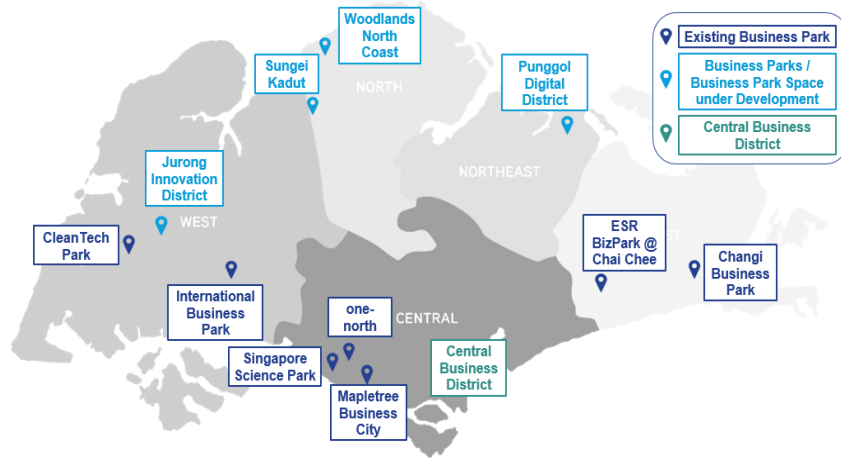 Woodlands
North
Coast
Sungei
Kadut
NORTH
Punggol
Digital
District
Existing Business Park
Business Parks /
Business Park Space
under Development
Central Business
District
Jurong
Innovation
District
NORTHEAST
WEST
CleanTech
Park
ESR
BizPark @
Chai Chee
ST
Changi
Business
Park
International
Business
Park
one-
north
CENTRAL
Singapore
Science Park
Central
Business
District
Mapletree
Business
City